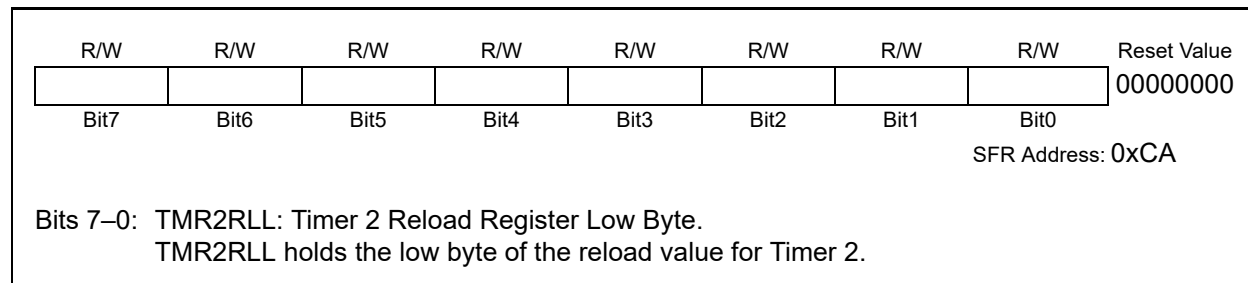 R/W R/W R/W R/W R/W R/W R/W R/W Reset Value
00000000
Bit7 Bit6 Bit5 Bit4 Bit3 Bit2 Bit1 Bit0
SFR Address: 0xCA
Bits 7–0: TMR2RLL: Timer 2 Reload Register Low Byte.
TMR2RLL holds the low byte of the reload value for Timer 2.